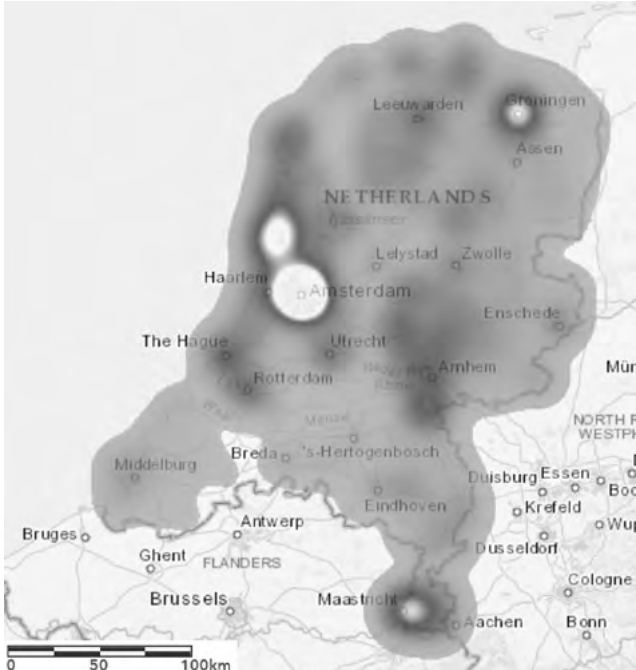 Leeuwarden
Groningen
Assen
NETHERLANDS
Lelystad
Zwolle
Haarlem
Amsterdam
Enschede
The Hague
Utrecht
Arnhem
Rotterdam
Mün
NORTH R
WESTPH
Breda
's-Hertogenbosch
Middelburg
Duisburg
Essen
Boc
Eindhoven
Krefeld
Wup
Bruges
Antwerp
Dusseldorf
Ghent
FLANDERS
Cologne
Brussels
Maastricht
Aachen
Bonn
0
50
100km